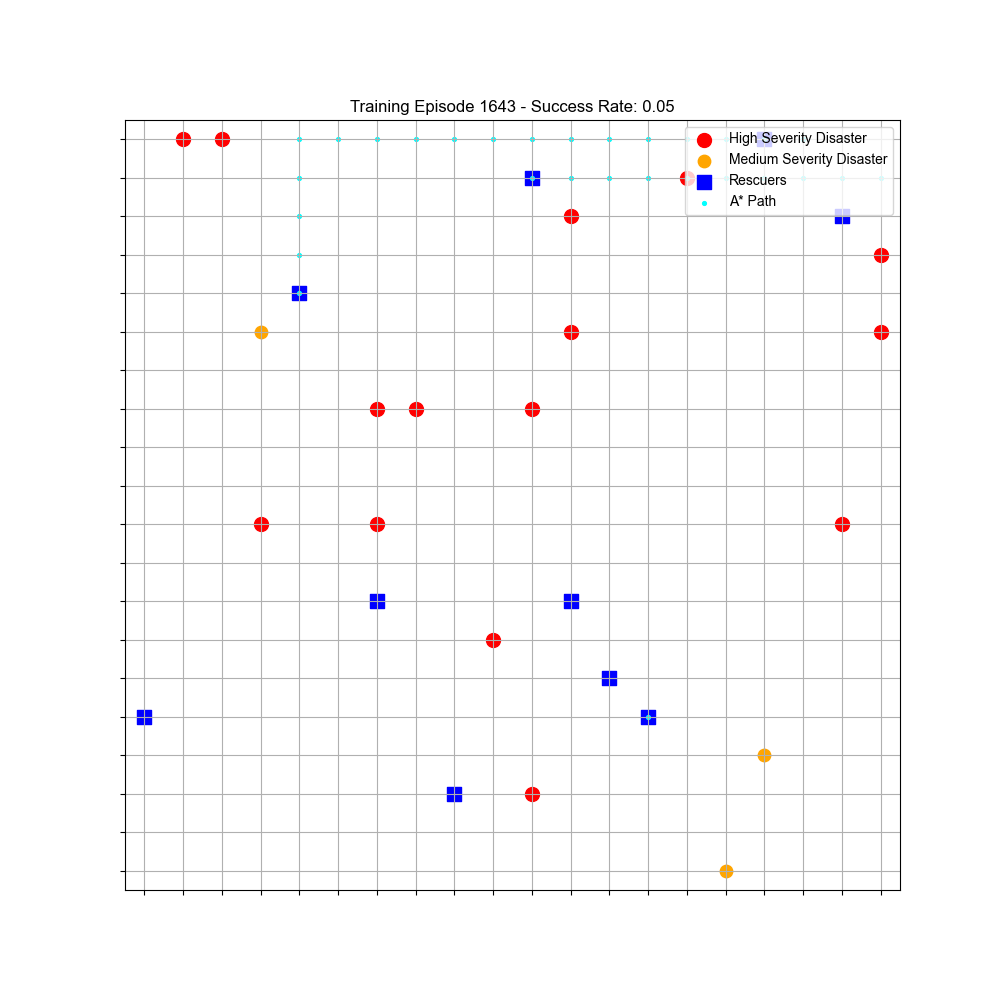 Training Episode 1643 - Success Rate: 0.05
High Severity Disaster
Medium Severity Disaster
Rescuers
A* Path